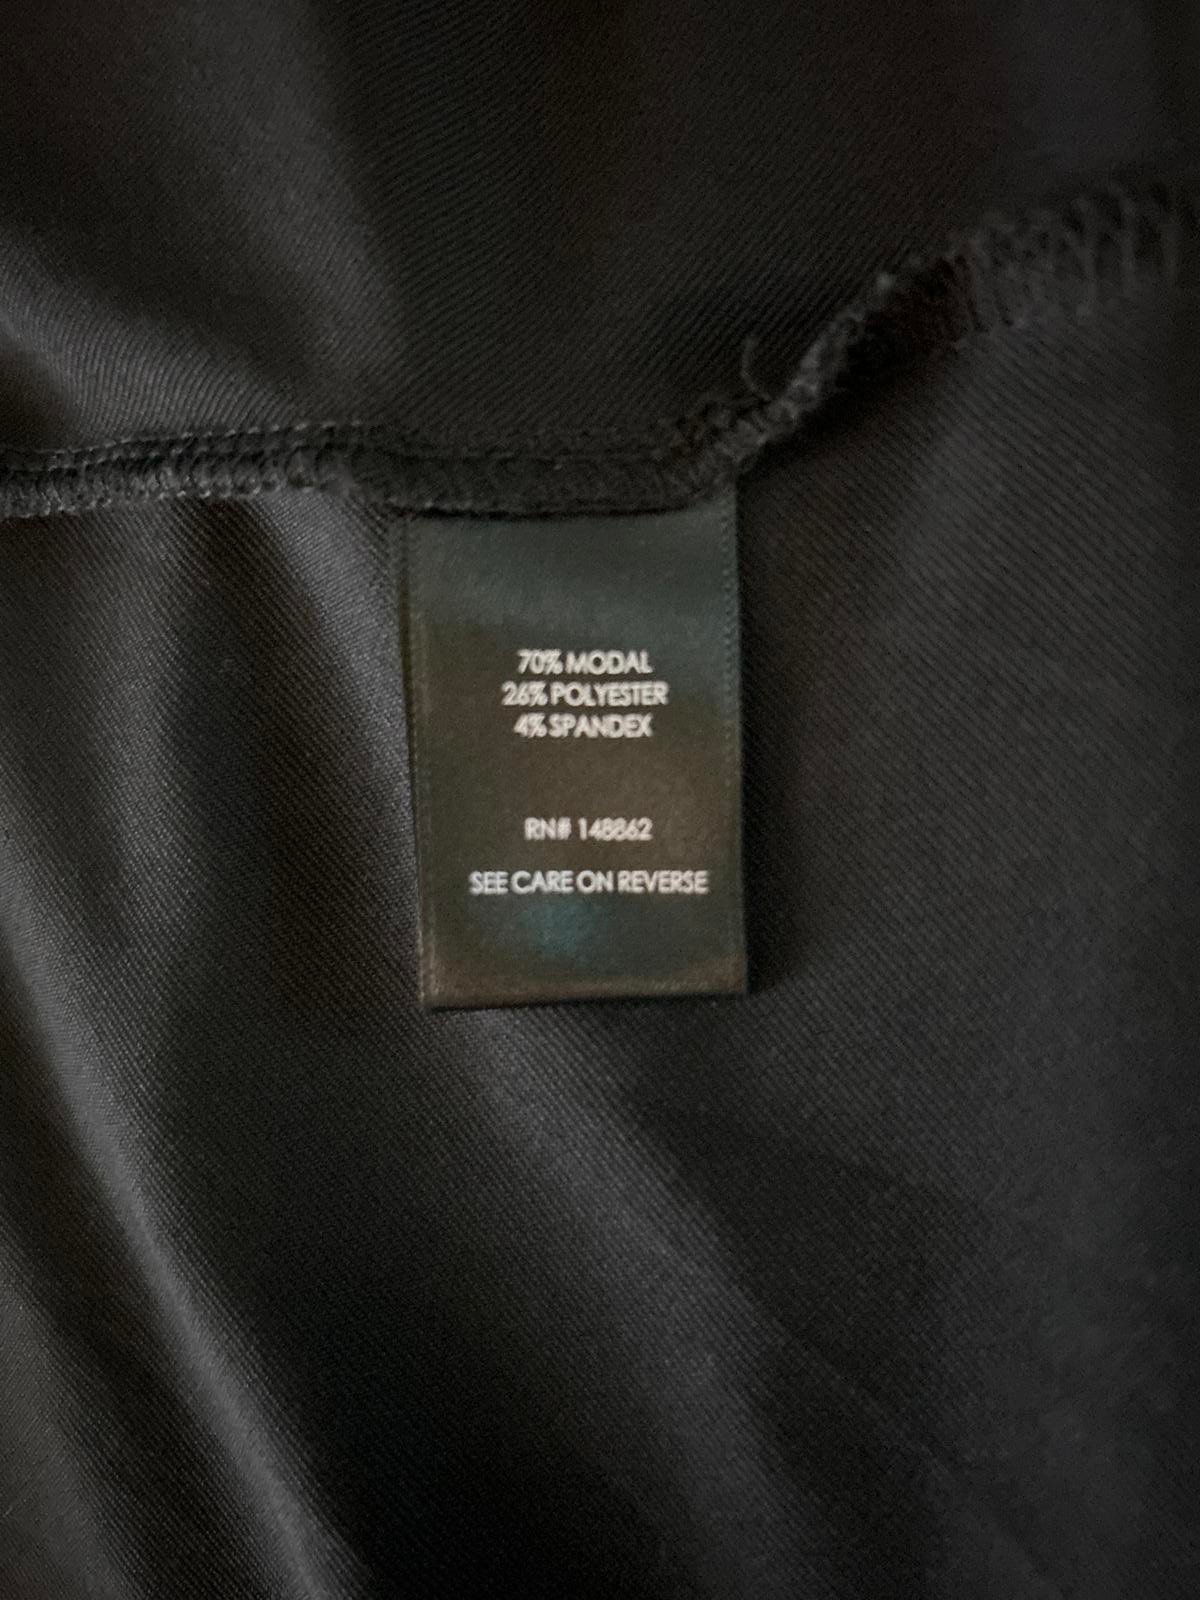 70% MODAL
26% POLYESTER
4% SPANDEX
RN# 148862
SEE CARE ON REVERSE